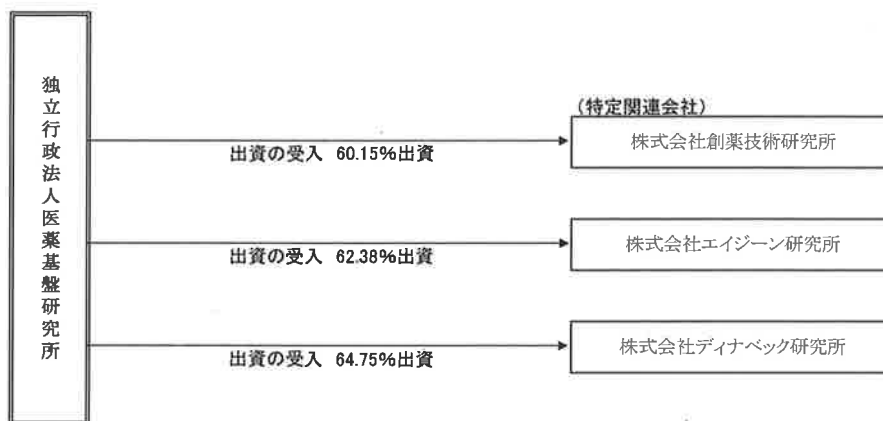 独立行政法人医薬基盤研究所
(特定関連会社)
株式会社創薬技術研究所
出資の受入 60.15%出資
株式会社エイジーン研究所
出資の受入 62.38%出資
株式会社ディナベック研究所
出資の受入 64.75%出資